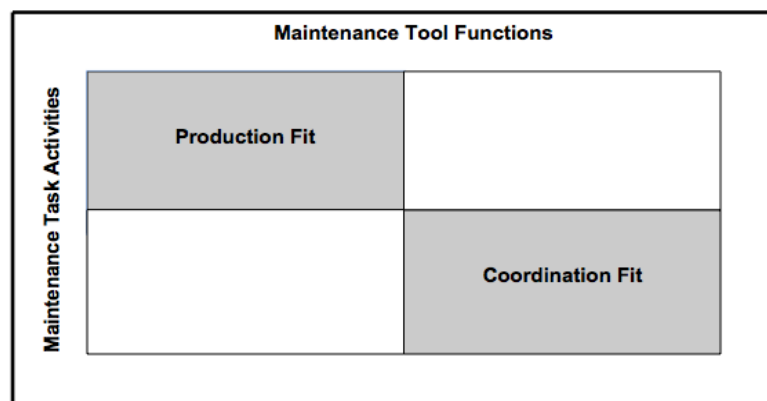 Maintenance Tool Functions
Maintenance Task Activities
Production Fit
Coordination Fit